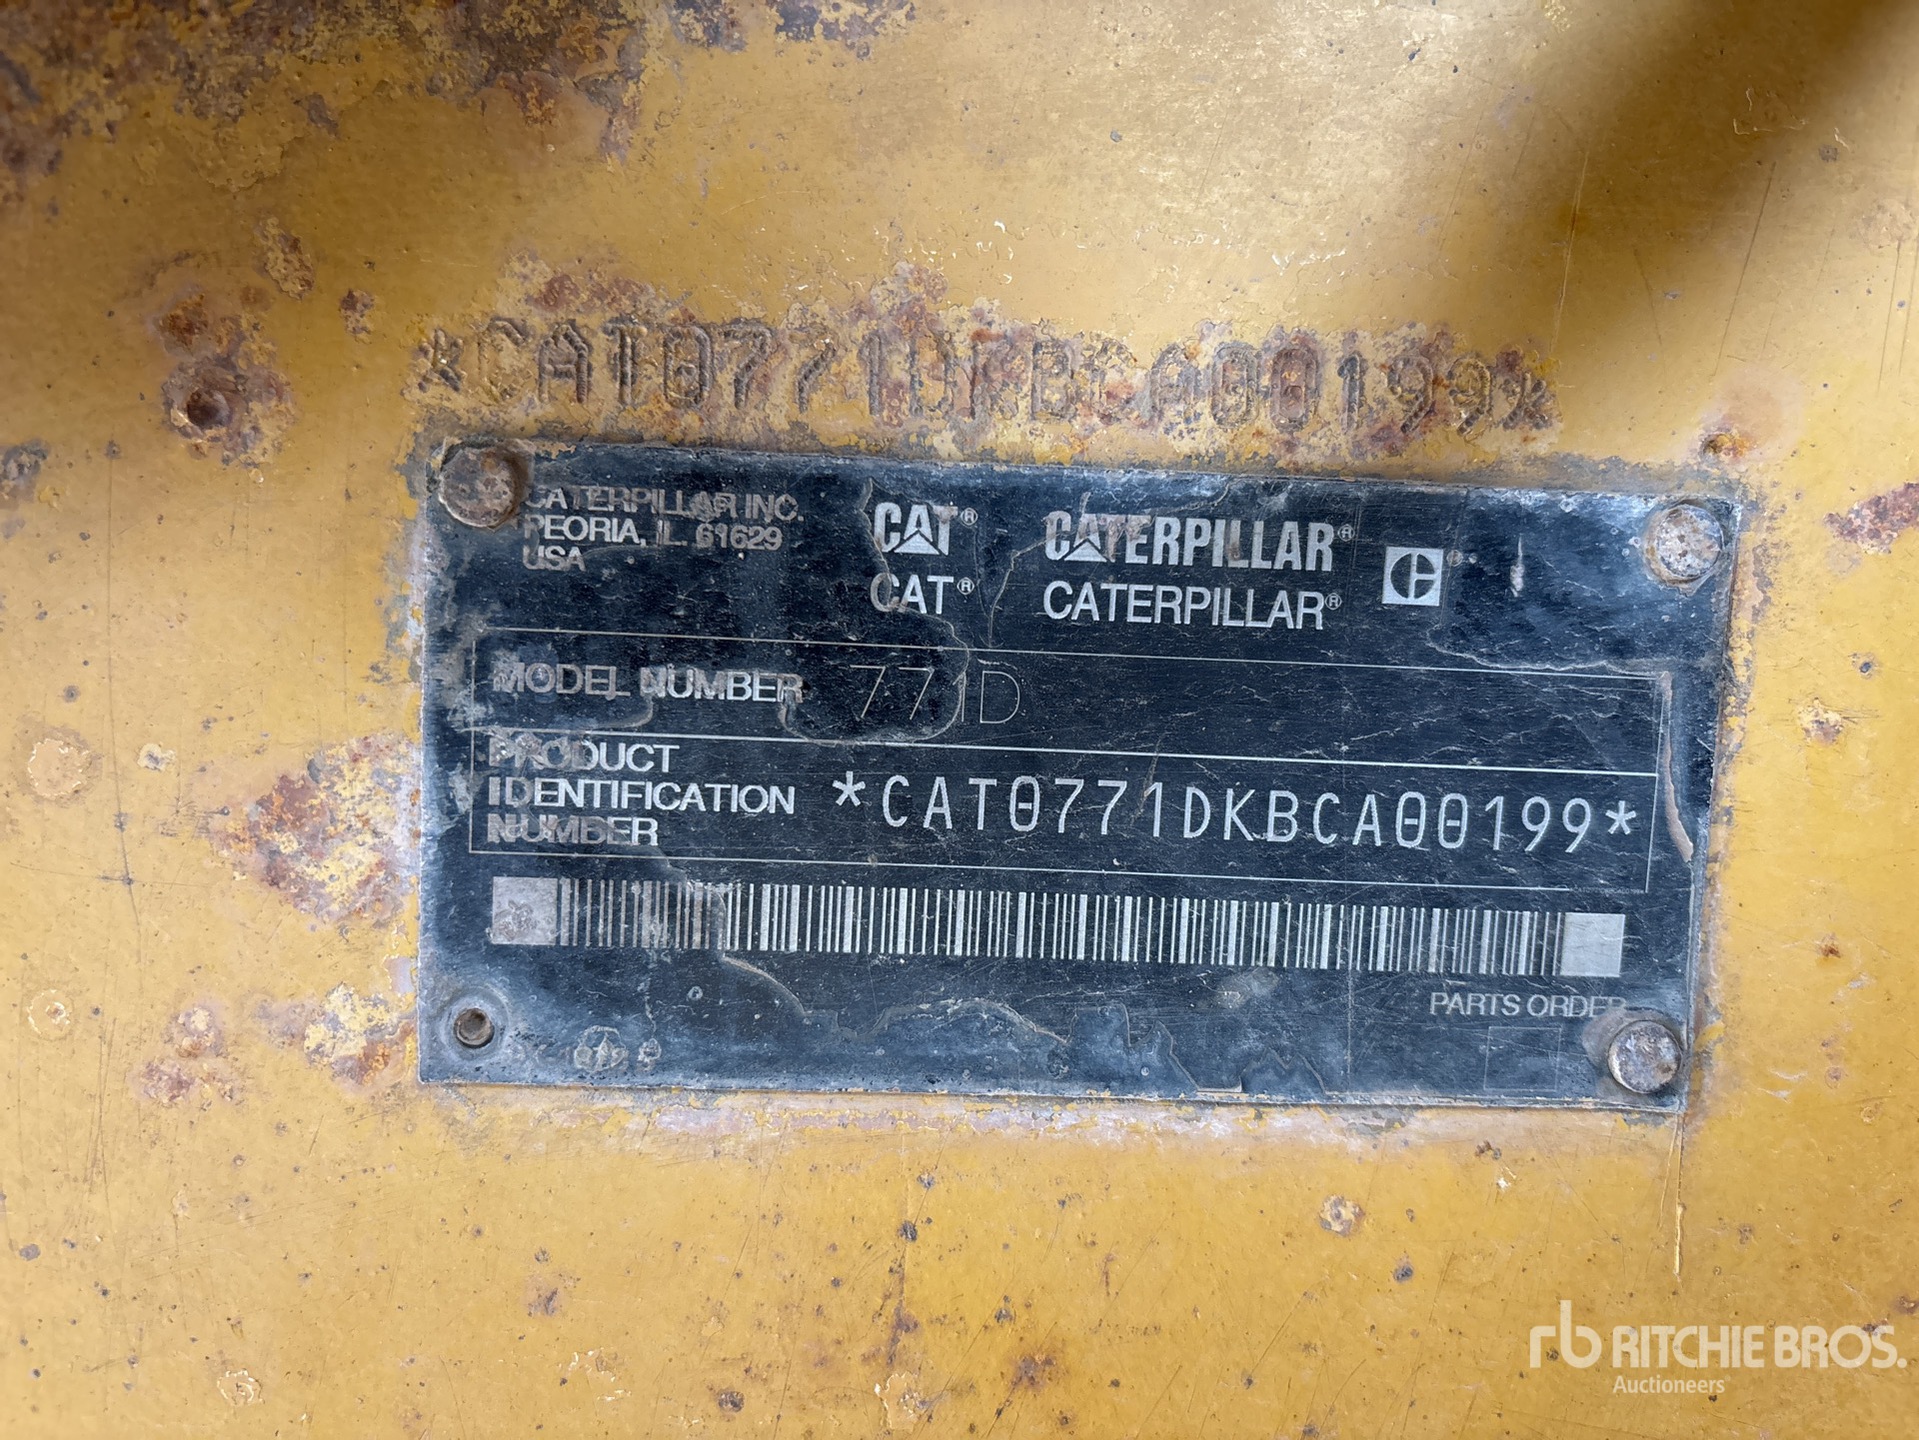 *CAT0771DKBCA00199*
CATERPILLAR INC.
PEORIA, IL. 61629
USA
CAT® CATERPILLAR® C®
CAT® CATERPILLAR®
MODEL NUMBER 771D
PRODUCT
IDENTIFICATION
NUMBER
*CAT0771DKBCA00199*
PARTS ORDER
rb RITCHIE BROS.
Auctioneers